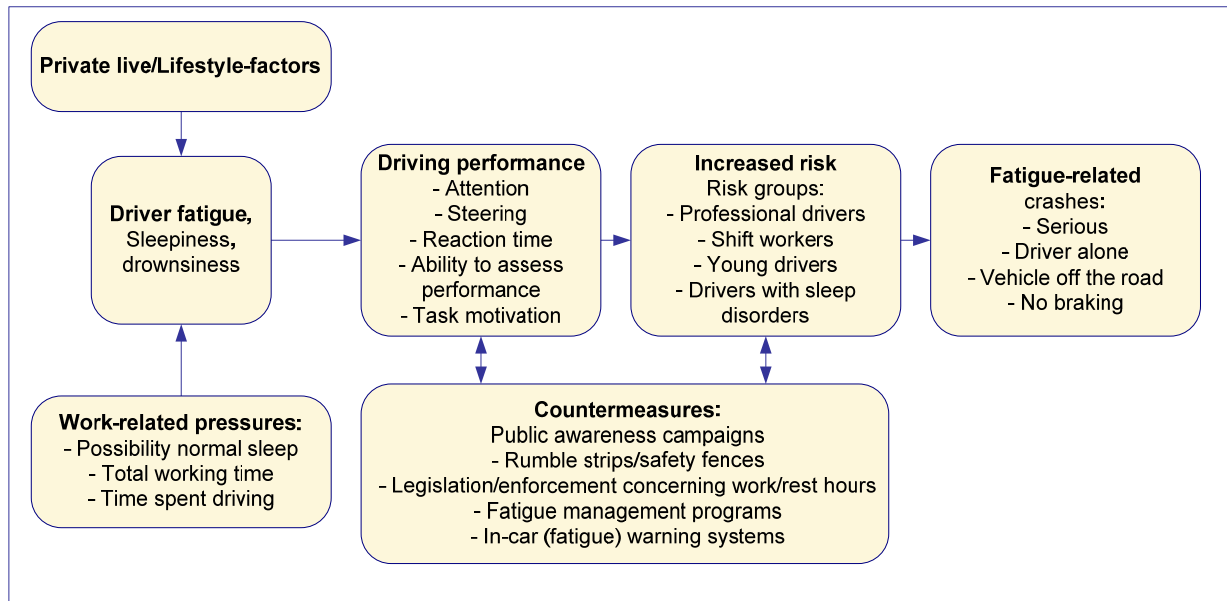 Private live/Lifestyle-factors
Driver fatigue,
Sleepiness,
drownsiness
Work-related pressures:
- Possibility normal sleep
- Total working time
- Time spent driving
Driving performance
- Attention
- Steering
- Reaction time
- Ability to assess
performance
- Task motivation
Increased risk
Risk groups:
- Professional drivers
- Shift workers
- Young drivers
- Drivers with sleep
disorders
Fatigue-related
crashes:
- Serious
- Driver alone
- Vehicle off the road
- No braking
Countermeasures:
Public awareness campaigns
- Rumble strips/safety fences
- Legislation/enforcement concerning work/rest hours
- Fatigue management programs
- In-car (fatigue) warning systems